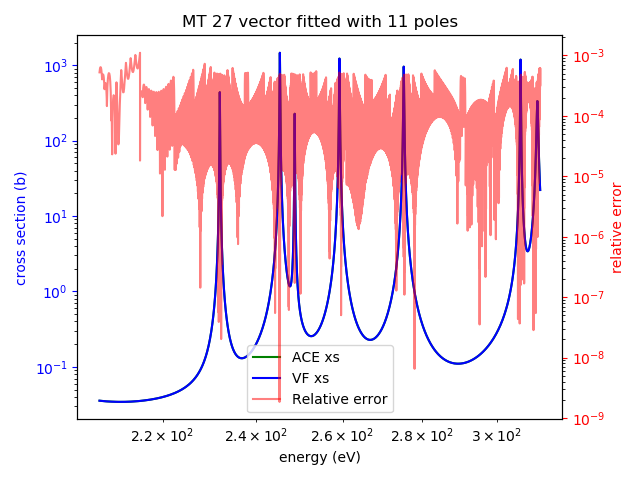 MT 27 vector fitted with 11 poles
10³
10²
10¹
10⁰
10⁻¹
cross section (b)
10⁻³
10⁻⁴
10⁻⁵
10⁻⁶
10⁻⁷
10⁻⁸
10⁻⁹
relative error
ACE xs
VF xs
Relative error
2.2 × 10² 2.4 × 10² 2.6 × 10² 2.8 × 10² 3 × 10²
energy (eV)